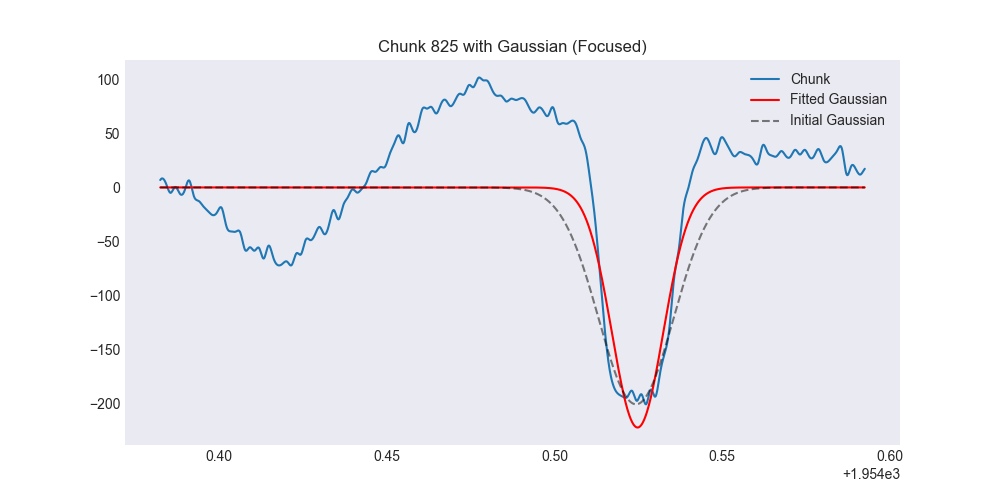 Chunk 825 with Gaussian (Focused)
Chunk
Fitted Gaussian
Initial Gaussian
100
50
0
−50
−100
−150
−200
0.40 0.45 0.50 0.55 0.60
+1.954e3